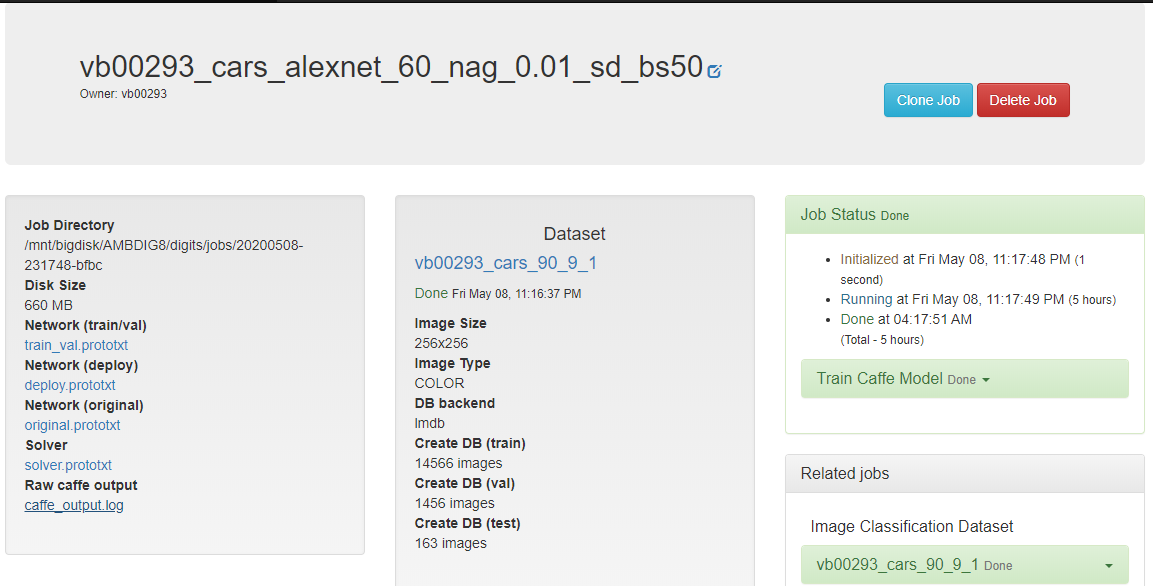 vb00293_cars_alexnet_60_nag_0.01_sd_bs50
Owner: vb00293
Clone Job
Delete Job
Job Directory
/mnt/bigdisk/AMBDIG8/digits/jobs/20200508-
231748-bfbc
Disk Size
660 MB
Network (train/val)
train_val.prototxt
Network (deploy)
deploy.prototxt
Network (original)
original.prototxt
Solver
solver.prototxt
Raw caffe output
caffe_output.log
Dataset
vb00293_cars_90_9_1
Done Fri May 08, 11:16:37 PM
Image Size
256x256
Image Type
COLOR
DB backend
lmdb
Create DB (train)
14566 images
Create DB (val)
1456 images
Create DB (test)
163 images
Job Status Done
Initialized at Fri May 08, 11:17:48 PM (1
second)
Running at Fri May 08, 11:17:49 PM (5 hours)
Done at 04:17:51 AM
(Total - 5 hours)
Train Caffe Model Done
Related jobs
Image Classification Dataset
vb00293_cars_90_9_1 Done